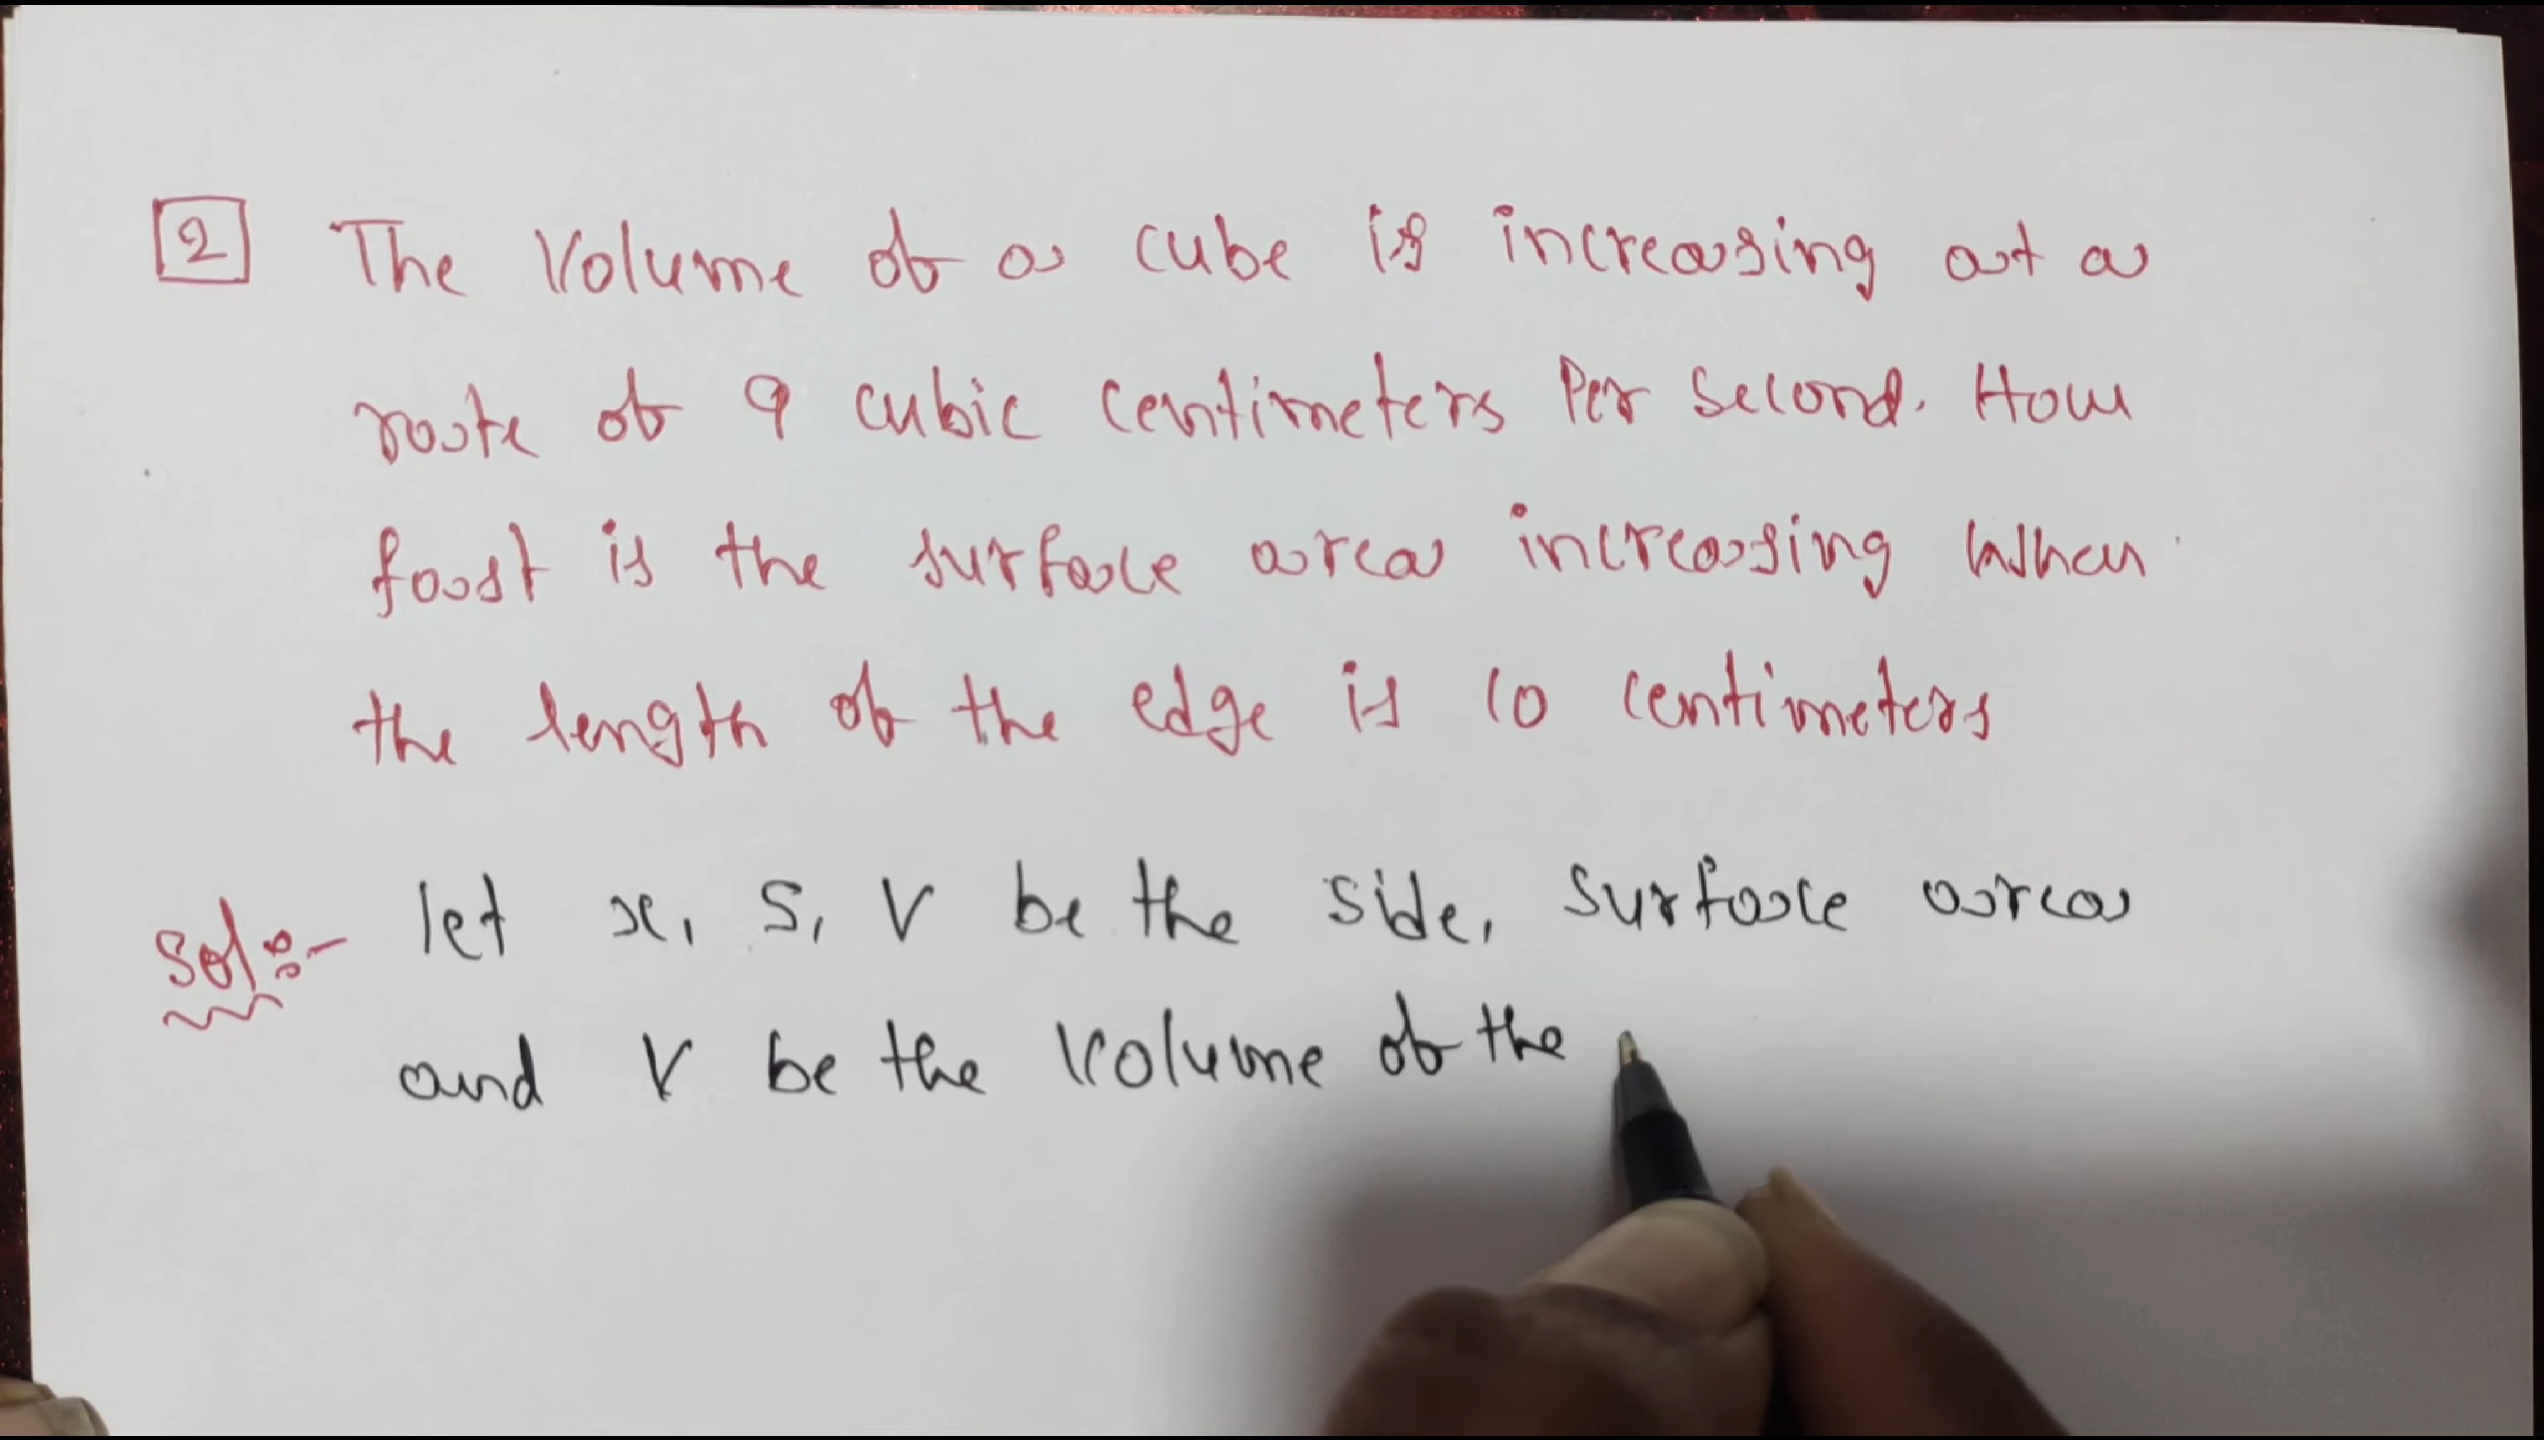 2 The Volume of a cube is increasing at a
rate of 9 cubic centimeters Per Second. How
fast is the surface area increasing when
the length of the edge is 10 centimeters
Sol:- let x, S, V be the side, surface area
and V be the Volume of the